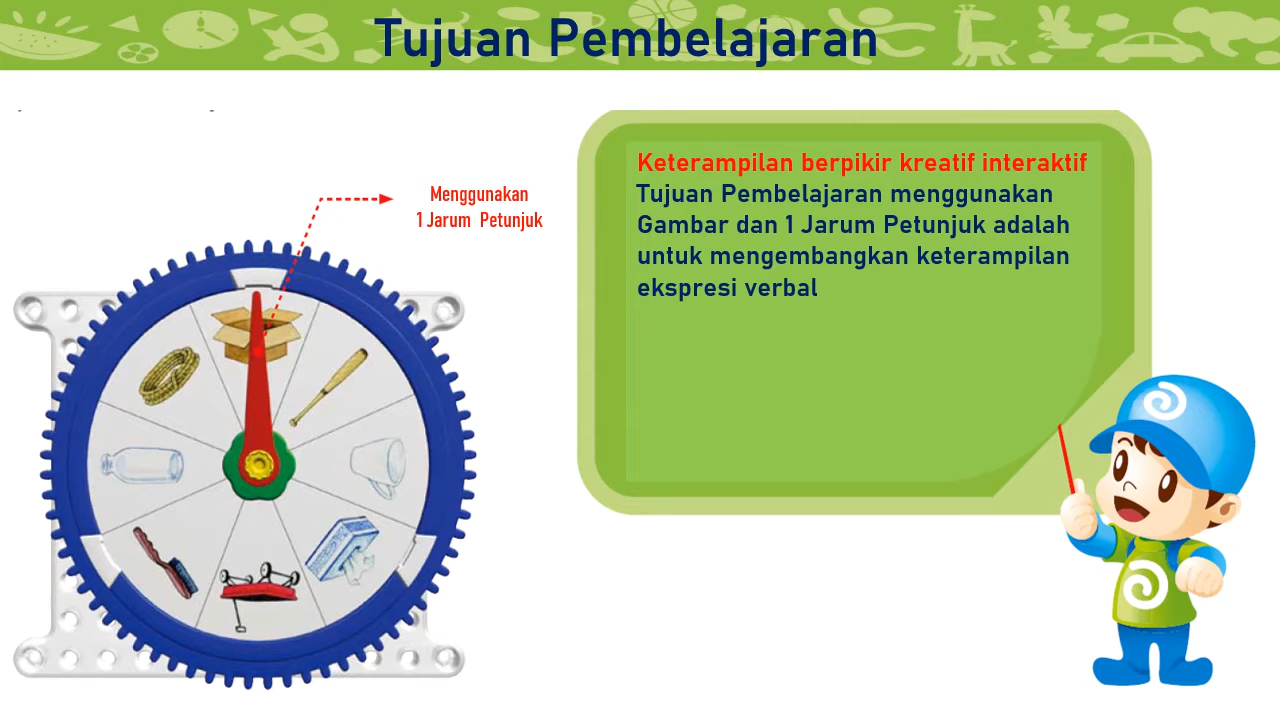 Tujuan Pembelajaran
Menggunakan
1 Jarum Petunjuk
Keterampilan berpikir kreatif interaktif
Tujuan Pembelajaran menggunakan
Gambar dan 1 Jarum Petunjuk adalah
untuk mengembangkan keterampilan
ekspresi verbal